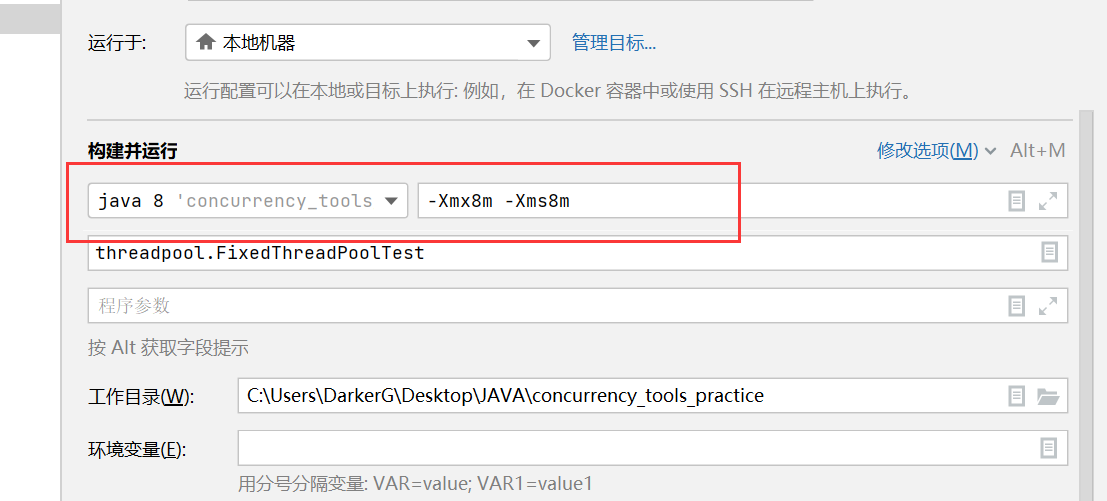 运行于: 本地机器 管理目标...
运行配置可以在本地或目标上执行: 例如，在 Docker 容器中或使用 SSH 在远程主机上执行。
构建并运行 修改选项(M) Alt+M
java 8 'concurrency_tools -Xmx8m -Xms8m
threadpool.FixedThreadPoolTest
程序参数
按 Alt 获取字段提示
工作目录(W): C:\Users\DarkerG\Desktop\JAVA\concurrency_tools_practice
环境变量(E):
用分号分隔变量: VAR=value; VAR1=value1